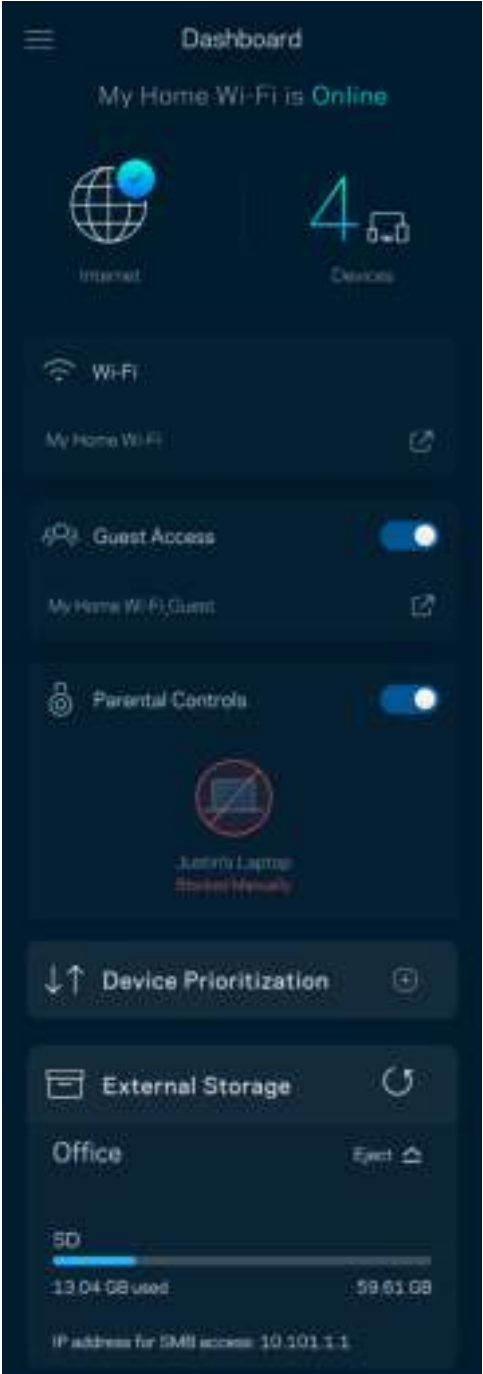 Dashboard
My Home Wi-Fi is Online
4
Internet
Devices
Wi-Fi
My Home Wi-Fi
Guest Access
My Home Wi-Fi_Guest
Parental Controls
Justin's Laptop
Blocked Manually
Device Prioritization
External Storage
Office
Eject
SD
13.04 GB used
59.61 GB
IP address for SMB access: 10.101.1.1